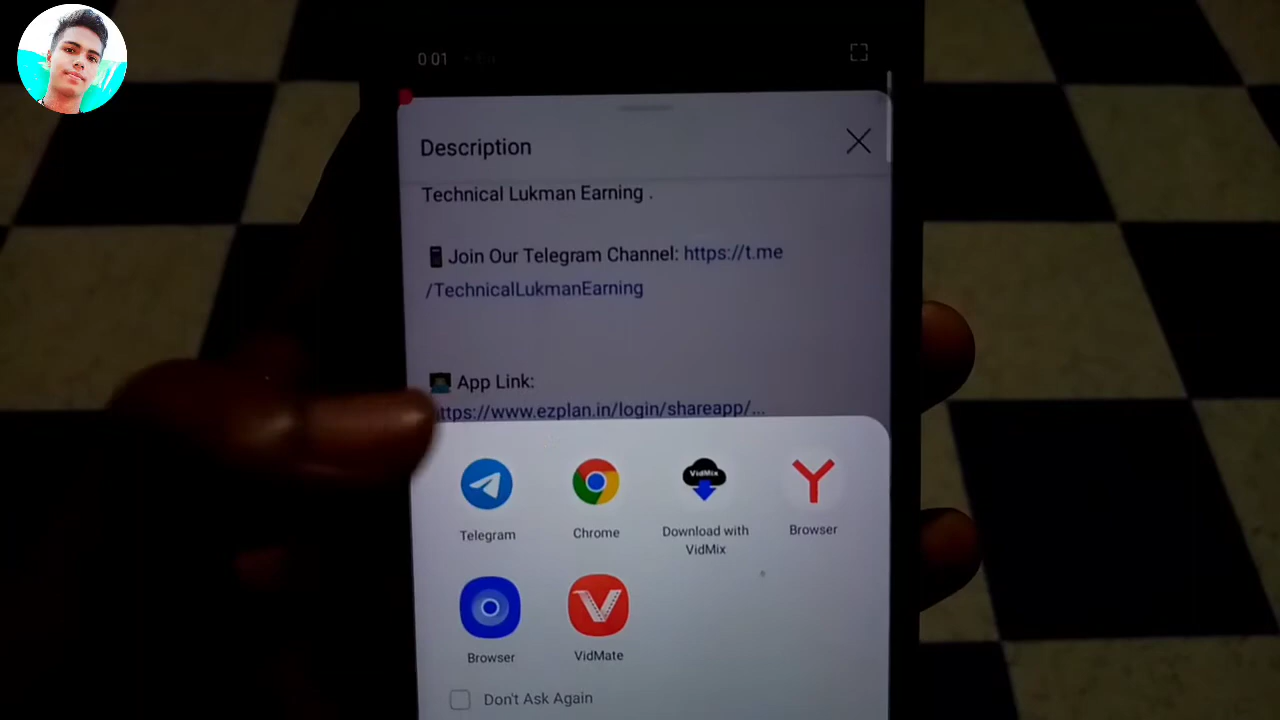 0 01
Description
Technical Lukman Earning .
Join Our Telegram Channel: https://t.me
/TechnicalLukmanEarning
App Link:
https://www.ezplan.in/login/shareapp/...
VidMix
Telegram
Chrome
Download with
VidMix
Browser
Browser
VidMate
Don't Ask Again